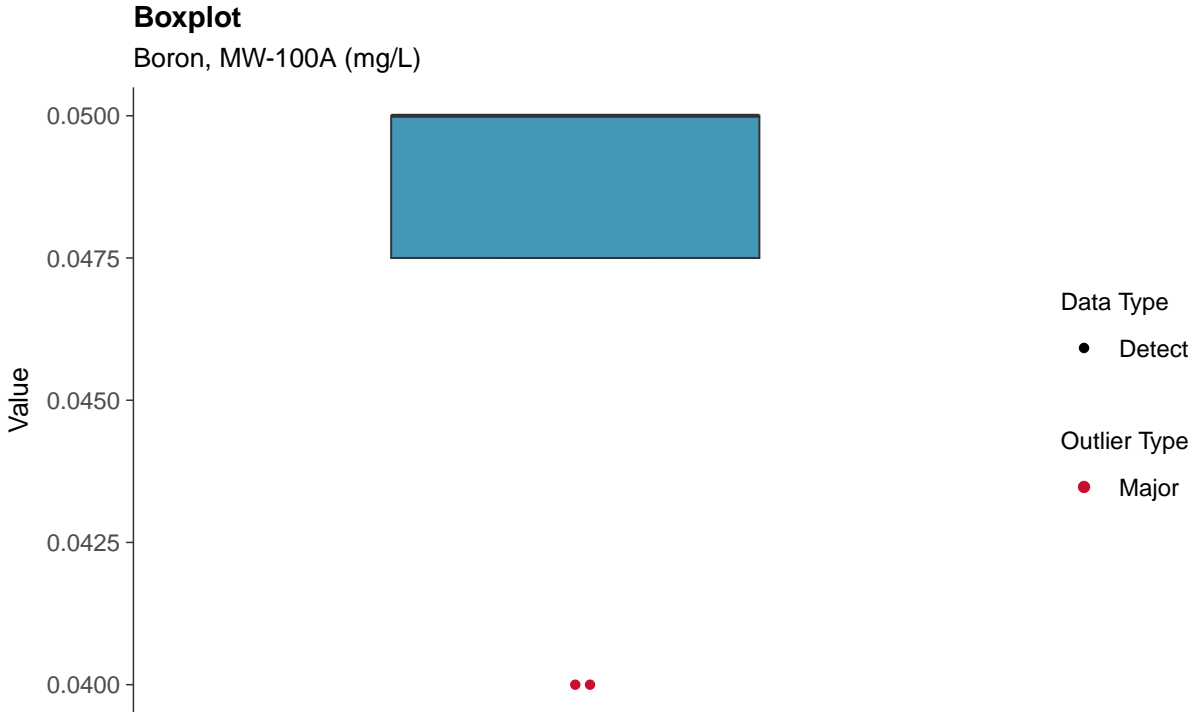 Boxplot
Boron, MW-100A (mg/L)
0.0500
0.0475
0.0450
0.0425
0.0400
Value
Data Type
Detect
Outlier Type
Major